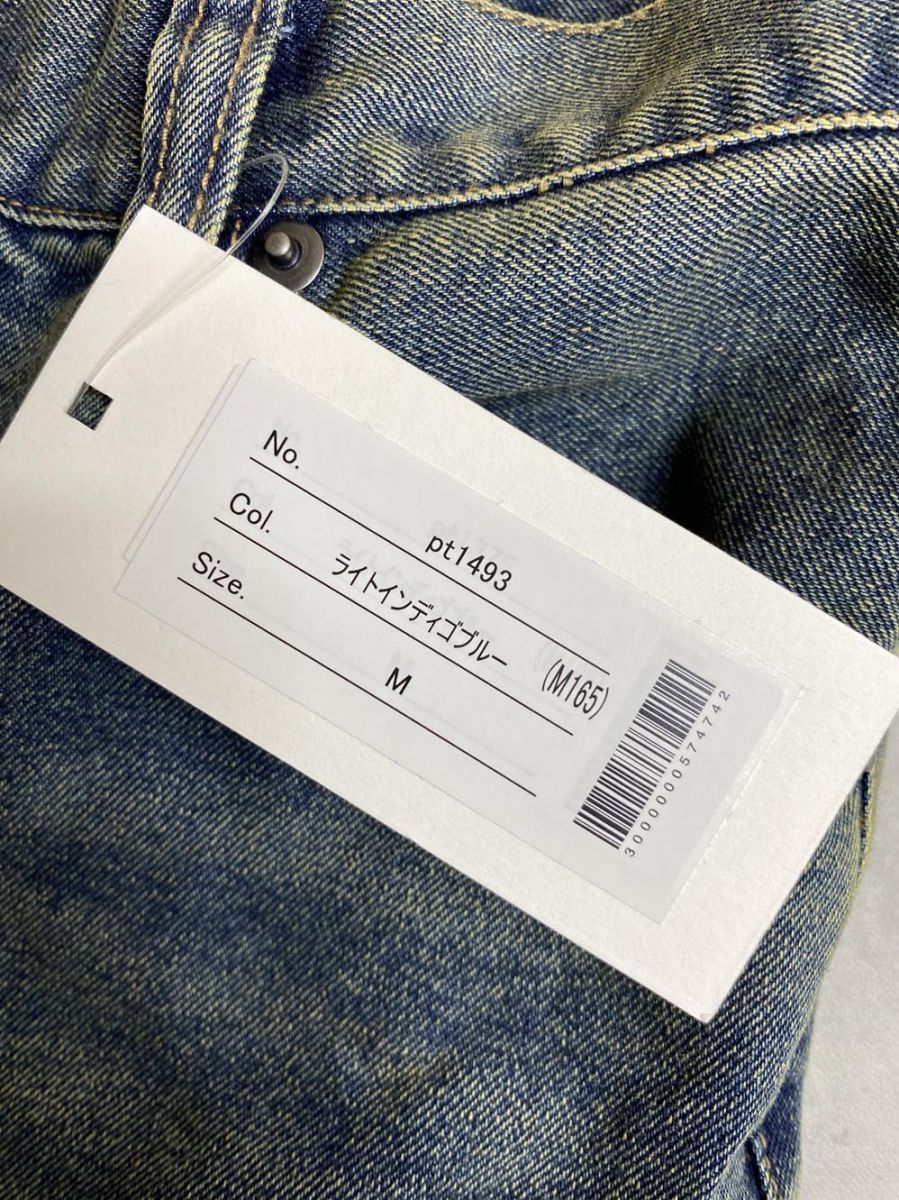 No. pt1493
Col. ライトインディゴブルー (M165)
Size. M
3000000574742